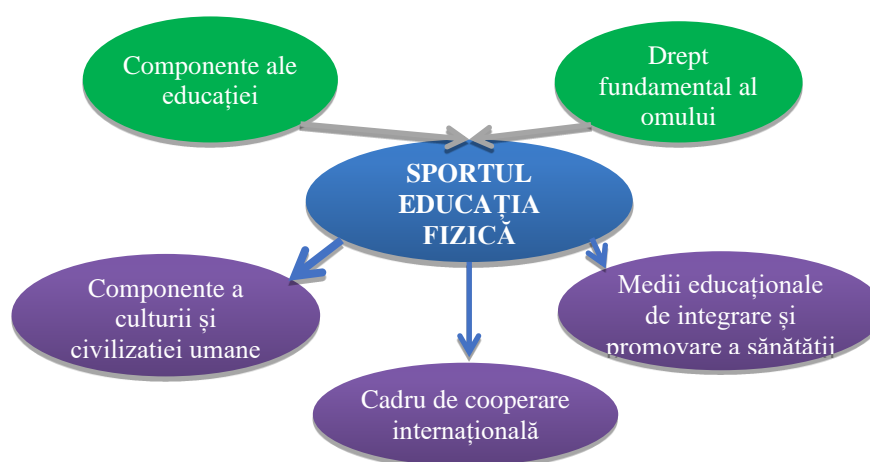 Componente ale
educației
Drept
fundamental al
omului
SPORTUL
EDUCAȚIA
FIZICĂ
Componente a
culturii și
civilizatiei umane
Medii educaționale
de integrare și
promovare a sănătătii
Cadru de cooperare
internațională